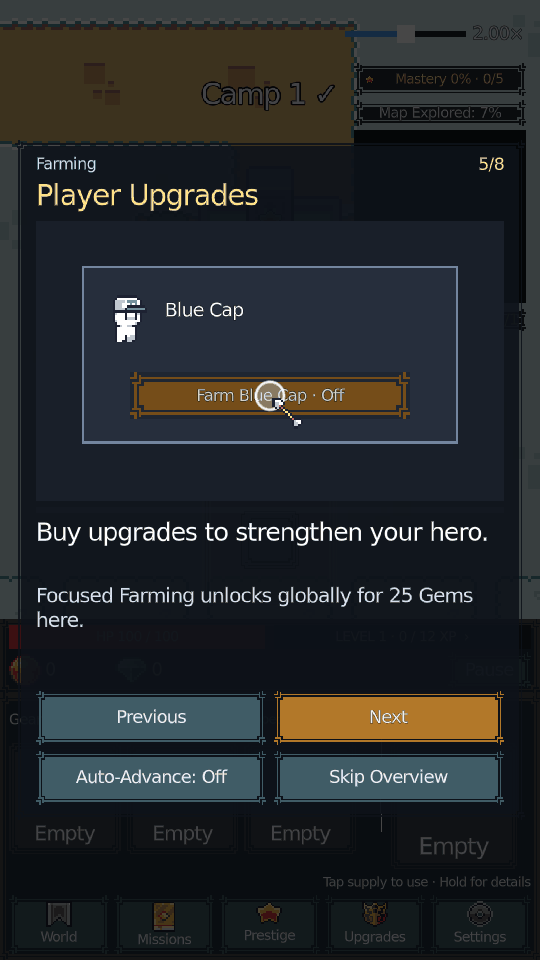 2.00×
Mastery 0% · 0/5
Camp 1 ✓
Map Explored: 7%
Farming
5/8
Player Upgrades
Blue Cap
Farm Blue Cap · Off
Buy upgrades to strengthen your hero.
Focused Farming unlocks globally for 25 Gems
here.
0
0
Previous
Next
Auto-Advance: Off
Skip Overview
Empty
Empty
Empty
Empty
Tap supply to use · Hold for details
World
Missions
Prestige
Upgrades
Settings